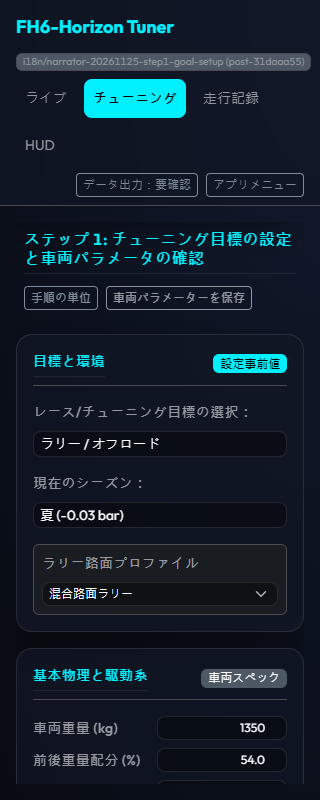 FH6-Horizon Tuner
i18n/narrator-20261125-step1-goal-setup (post-31daaa55)
ライブ
チューニング
走行記録
HUD
データ出力：要確認
アプリメニュー
ステップ 1: チューニング目標の設定
と車両パラメータの確認
手順の単位
車両パラメーターを保存
目標と環境
設定事前値
レース/チューニング目標の選択：
ラリー / オフロード
現在のシーズン：
夏 (-0.03 bar)
ラリー路面プロファイル
混合路面ラリー
基本物理と駆動系
車両スペック
車両重量 (kg)
1350
前後重量配分 (%)
54.0